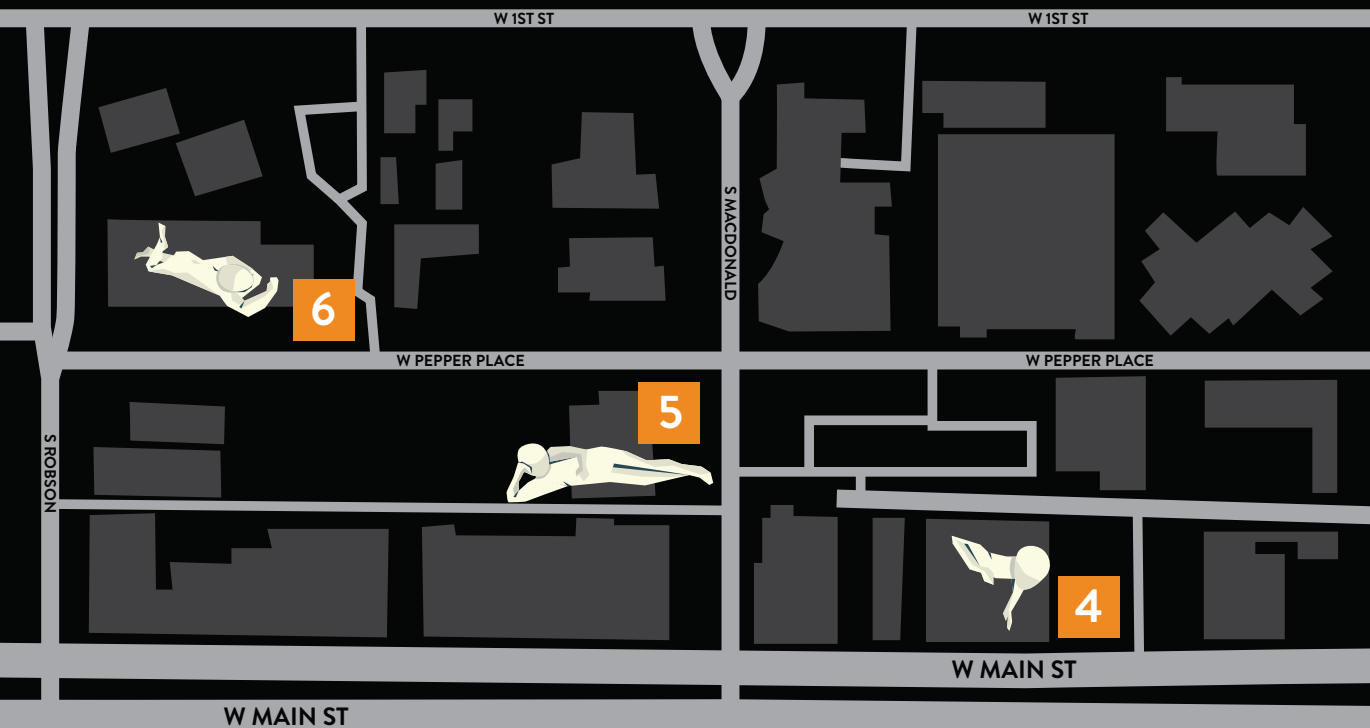 W 1ST ST
W 1ST ST
S MACDONALD
6
W PEPPER PLACE
W PEPPER PLACE
5
S ROBSON
4
W MAIN ST
W MAIN ST